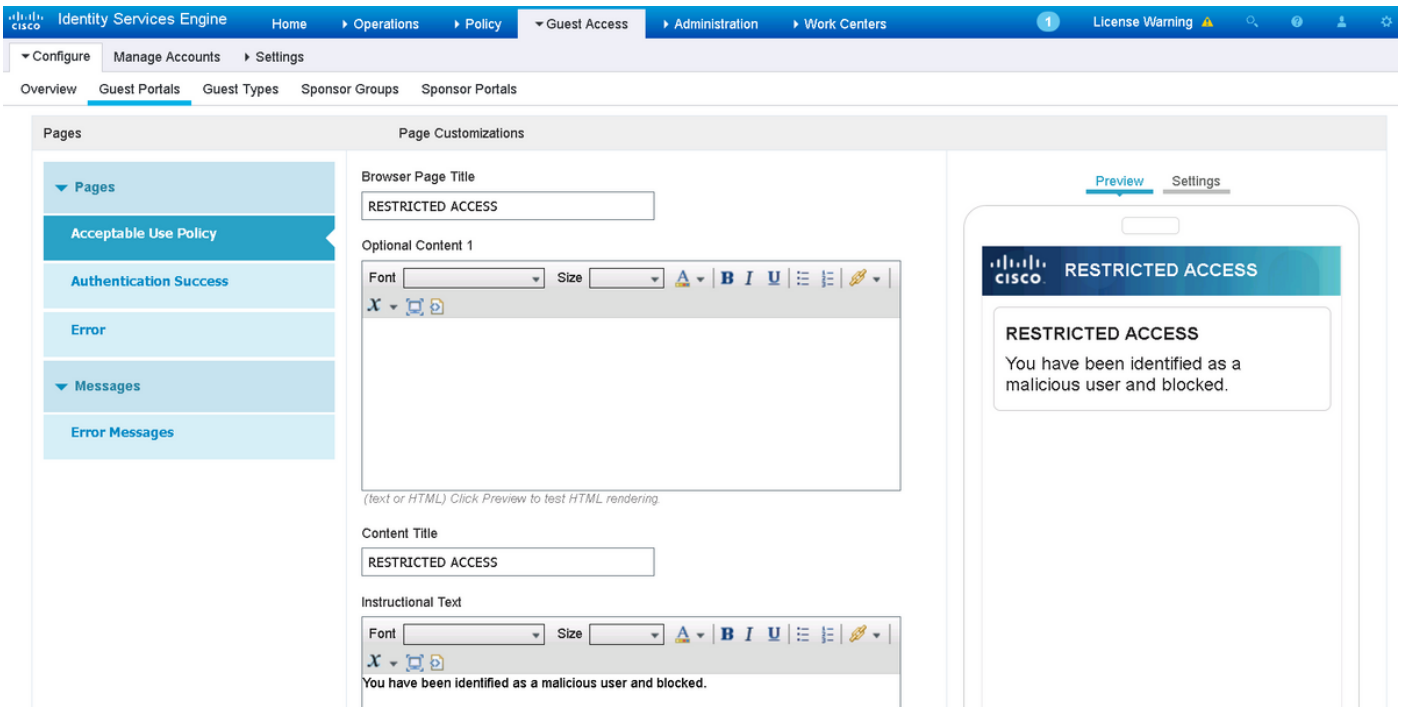 cisco Identity Services Engine Home Operations Policy Guest Access Administration Work Centers 1 License Warning
Configure Manage Accounts Settings
Overview Guest Portals Guest Types Sponsor Groups Sponsor Portals
Pages Page Customizations
Pages
Acceptable Use Policy
Authentication Success
Error
Messages
Error Messages
Browser Page Title
RESTRICTED ACCESS
Optional Content 1
Font Size A B I U
X
(text or HTML) Click Preview to test HTML rendering.
Content Title
RESTRICTED ACCESS
Instructional Text
Font Size A B I U
X
You have been identified as a malicious user and blocked.
Preview Settings
CISCO. RESTRICTED ACCESS
RESTRICTED ACCESS
You have been identified as a
malicious user and blocked.